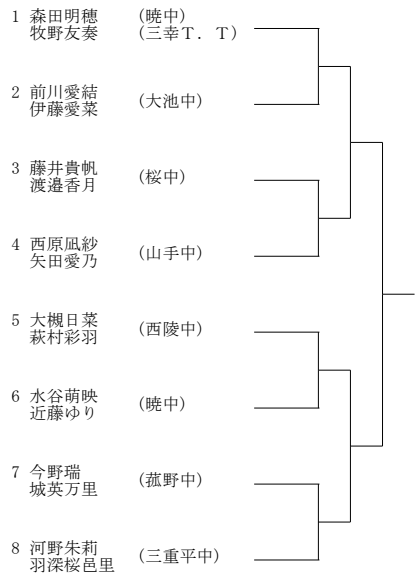 1 森田明穂 (暁中)
牧野友奏 (三幸Ｔ．Ｔ)
2 前川愛結
伊藤愛菜 (大池中)
3 藤井貴帆
渡邉香月 (桜中)
4 西原凪紗
矢田愛乃 (山手中)
5 大槻日菜
萩村彩羽 (西陵中)
6 水谷萌映
近藤ゆり (暁中)
7 今野瑞
城英万里 (菰野中)
8 河野朱莉
羽深桜邑里 (三重平中)